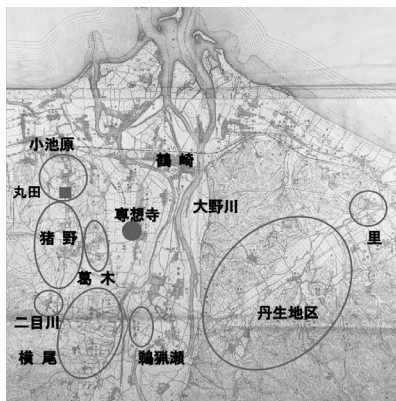 小池原
鶴崎
丸田
大野川
専想寺
猪野
里
葛木
丹生地区
二目川
横尾
鵜猟瀬